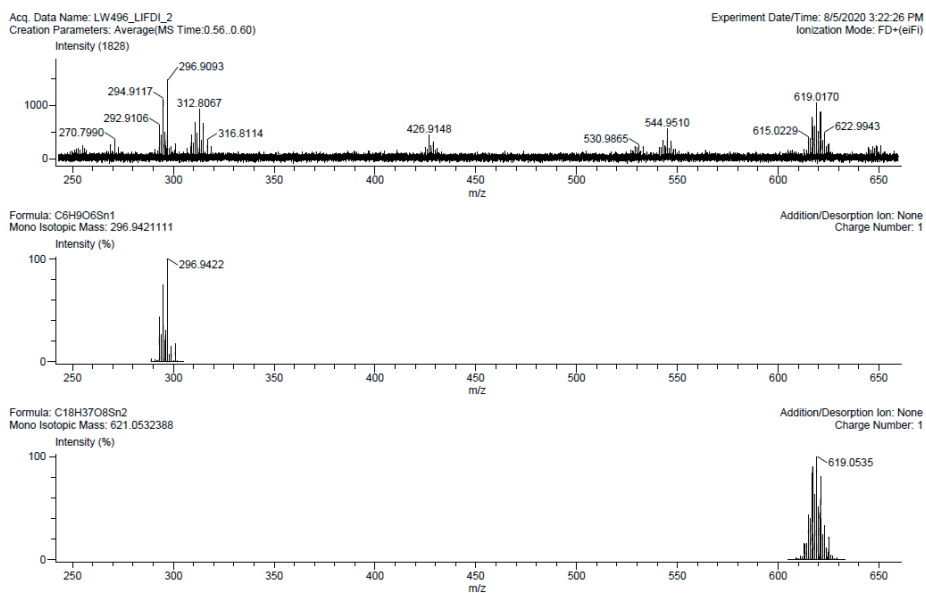 Acq. Data Name: LW496_LIFDI_2
Experiment Date/Time: 8/5/2020 3:22:26 PM
Creation Parameters: Average(MS Time:0.56..0.60)
Ionization Mode: FD+(eiFi)
Intensity (1828)
296.9093
294.9117
312.8067
619.0170
292.9106
1000
426.9148
544.9510
270.7990
316.8114
530.9865
615.0229
622.9943
0
250 300 350 400 450 500 550 600 650
m/z
Formula: C6H9O6Sn1
Addition/Desorption Ion: None
Mono Isotopic Mass: 296.9421111
Charge Number: 1
Intensity (%)
100
296.9422
0
250 300 350 400 450 500 550 600 650
m/z
Formula: C18H37O8Sn2
Addition/Desorption Ion: None
Mono Isotopic Mass: 621.0532388
Charge Number: 1
Intensity (%)
100
619.0535
0
250 300 350 400 450 500 550 600 650
m/z